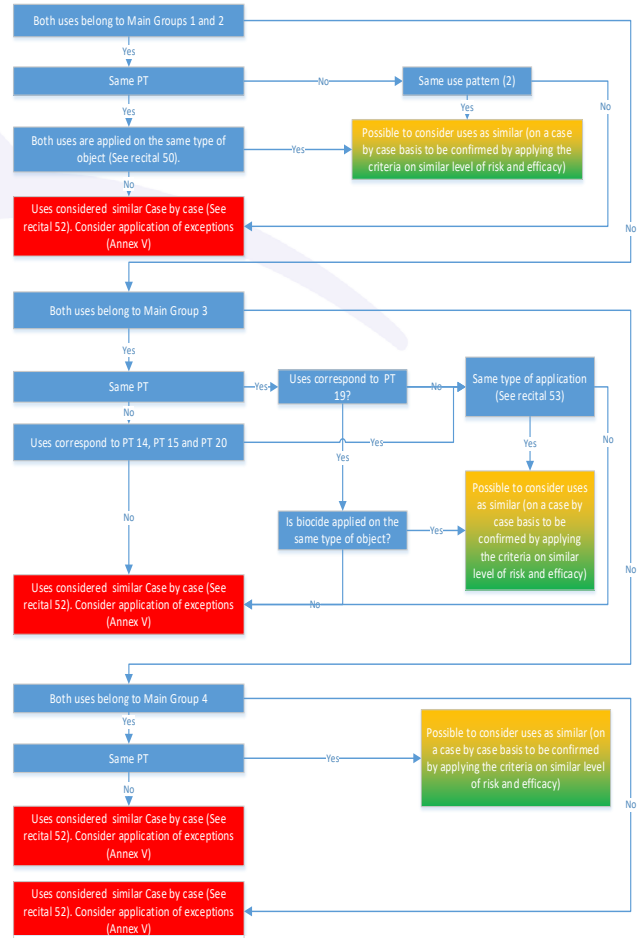 Both uses belong to Main Groups 1 and 2
Yes
Same PT
No
Same use pattern (2)
Yes
Yes
No
Both uses are applied on the same type of
object (See recital 50).
Yes
Possible to consider uses as similar (on a case
by case basis to be confirmed by applying the
criteria on similar level of risk and efficacy)
No
Uses considered similar Case by case (See
recital 52). Consider application of exceptions
(Annex V)
No
Both uses belong to Main Group 3
Yes
Same PT
Yes
Uses correspond to PT
19?
No
Same type of application
(See recital 53)
No
Uses correspond to PT 14, PT 15 and PT 20
Yes
Yes
Yes
No
No
Possible to consider uses
as similar (on a case by
case basis to be
confirmed by applying
the criteria on similar
level of risk and efficacy)
Is biocide applied on the
same type of object?
Yes
Uses considered similar Case by case (See
recital 52). Consider application of exceptions
(Annex V)
No
No
Both uses belong to Main Group 4
Yes
Same PT
Yes
Possible to consider uses as similar (on
a case by case basis to be confirmed
by applying the criteria on similar level
of risk and efficacy)
No
No
Uses considered similar Case by case (See
recital 52). Consider application of exceptions
(Annex V)
Uses considered similar Case by case (See
recital 52). Consider application of exceptions
(Annex V)